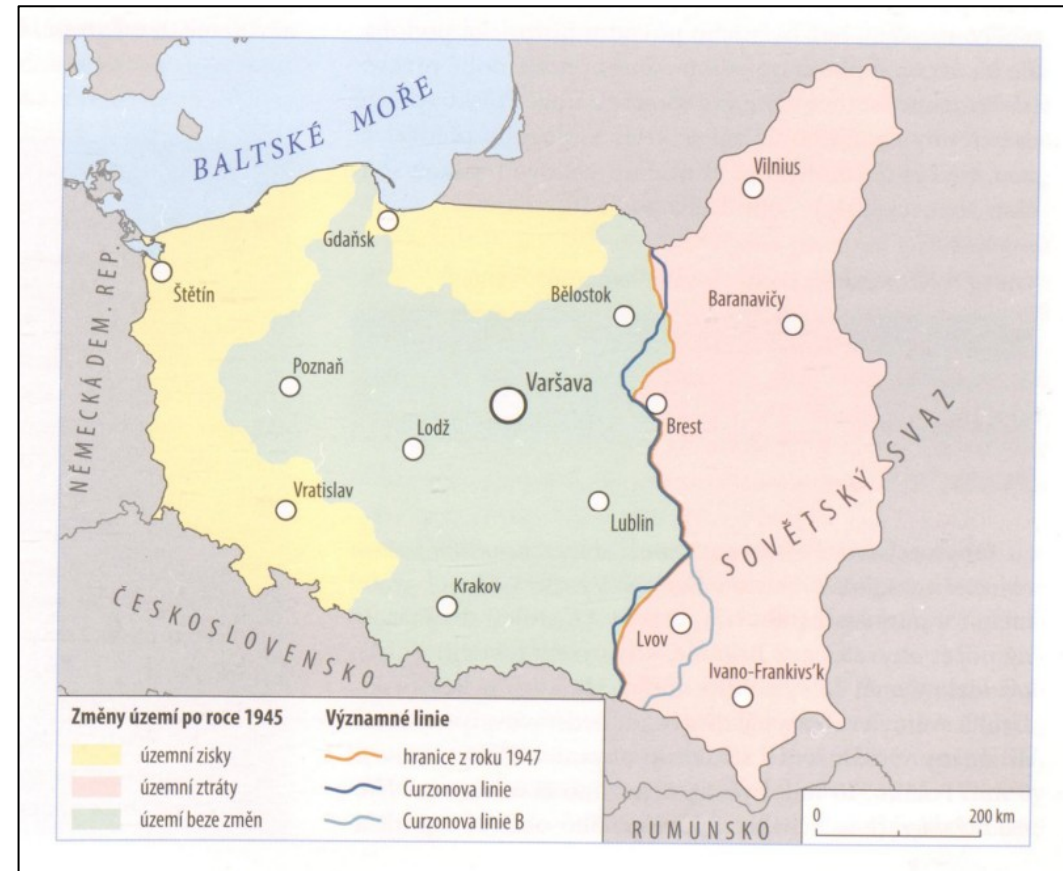 BALTSKÉ MOŘE
Vilnius
Gdaňsk
Štětín
Bělostok
Baranavičy
NĚMECKÁ DEM. REP.
Poznaň
Varšava
Brest
Lodž
Vratislav
Lublin
SOVĚTSKÝ SVAZ
Krakov
Lvov
ČESKOSLOVENSKO
Ivano-Frankivs'k
Změny území po roce 1945
územní zisky
územní ztráty
území beze změn
Významné linie
hranice z roku 1947
Curzonova linie
Curzonova linie B
RUMUNSKO
0 200 km